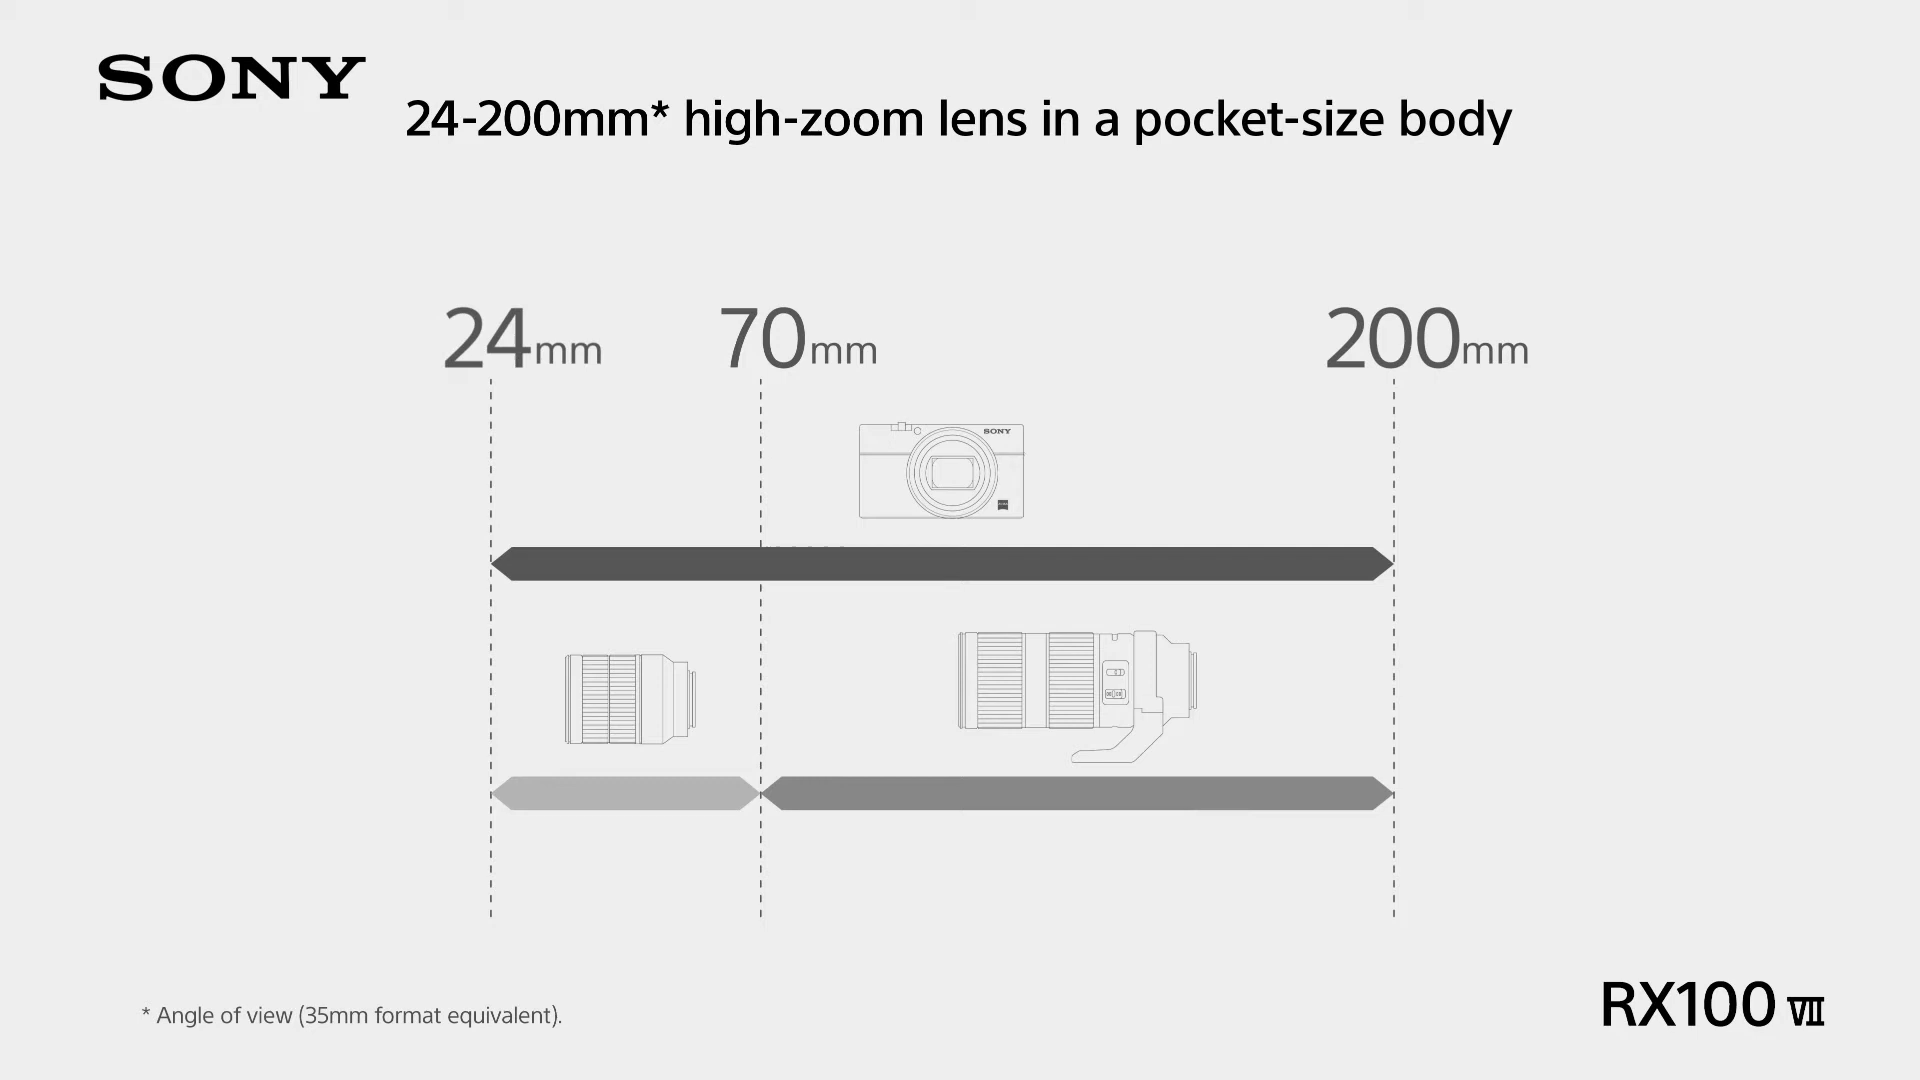 SONY
24-200mm* high-zoom lens in a pocket-size body
24mm 70mm 200mm
SONY
* Angle of view (35mm format equivalent).
RX100 VII